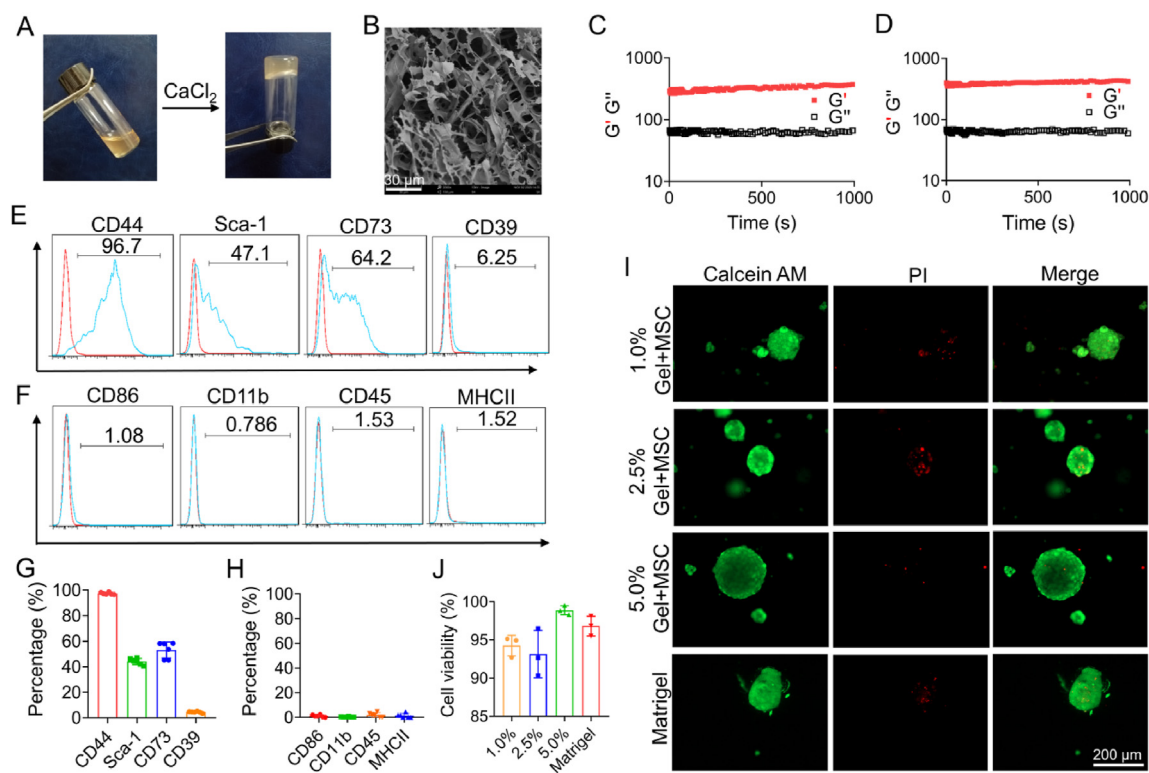 A
CaCl2
B
30 µm
C
1000
100
10
G' G''
G'
G''
0
500
1000
Time (s)
D
1000
100
10
G' G''
G'
G''
0
500
1000
Time (s)
E
CD44
96.7
Sca-1
47.1
CD73
64.2
CD39
6.25
F
CD86
1.08
CD11b
0.786
CD45
1.53
MHCII
1.52
G
Percentage (%)
100
80
60
40
20
0
CD44
Sca-1
CD73
CD39
H
Percentage (%)
100
80
60
40
20
0
CD86
CD11b
CD45
MHCII
J
Cell viability (%)
100
95
90
85
1.0%
2.5%
5.0%
Matrigel
I
Calcein AM
PI
Merge
1.0%
Gel+MSC
2.5%
Gel+MSC
5.0%
Gel+MSC
Matrigel
200 µm